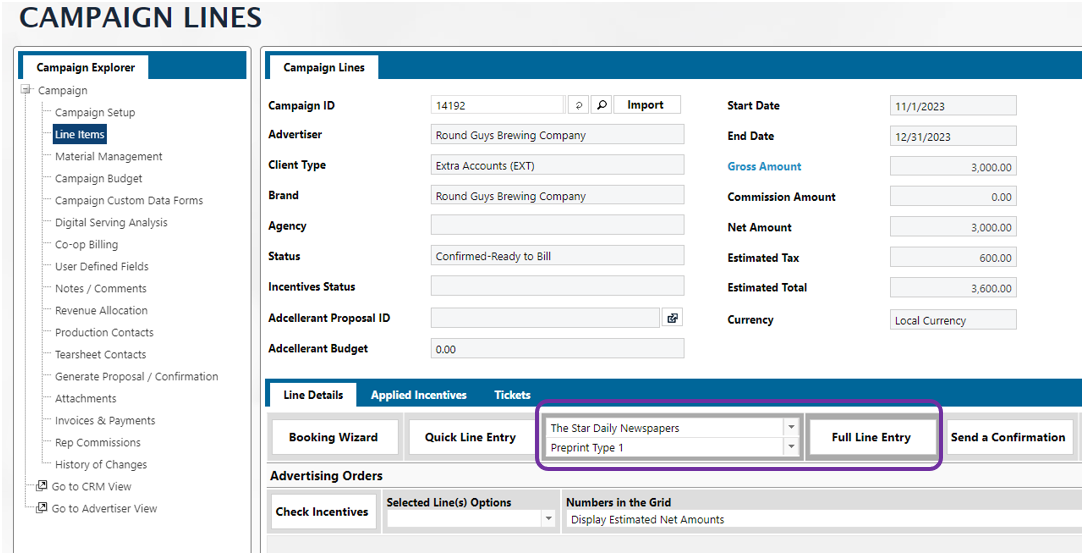 CAMPAIGN LINES
Campaign Explorer
Campaign
Campaign Setup
Line Items
Material Management
Campaign Budget
Campaign Custom Data Forms
Digital Serving Analysis
Co-op Billing
User Defined Fields
Notes / Comments
Revenue Allocation
Production Contacts
Tearsheet Contacts
Generate Proposal / Confirmation
Attachments
Invoices & Payments
Rep Commissions
History of Changes
Go to CRM View
Go to Advertiser View
Campaign Lines
Campaign ID 14192 Import
Advertiser Round Guys Brewing Company
Client Type Extra Accounts (EXT)
Brand Round Guys Brewing Company
Agency
Status Confirmed-Ready to Bill
Incentives Status
Adcellerant Proposal ID
Adcellerant Budget 0.00
Start Date 11/1/2023
End Date 12/31/2023
Gross Amount 3,000.00
Commission Amount 0.00
Net Amount 3,000.00
Estimated Tax 600.00
Estimated Total 3,600.00
Currency Local Currency
Line Details Applied Incentives Tickets
Booking Wizard Quick Line Entry
The Star Daily Newspapers
Preprint Type 1
Full Line Entry Send a Confirmation
Advertising Orders
Check Incentives
Selected Line(s) Options
Numbers in the Grid
Display Estimated Net Amounts